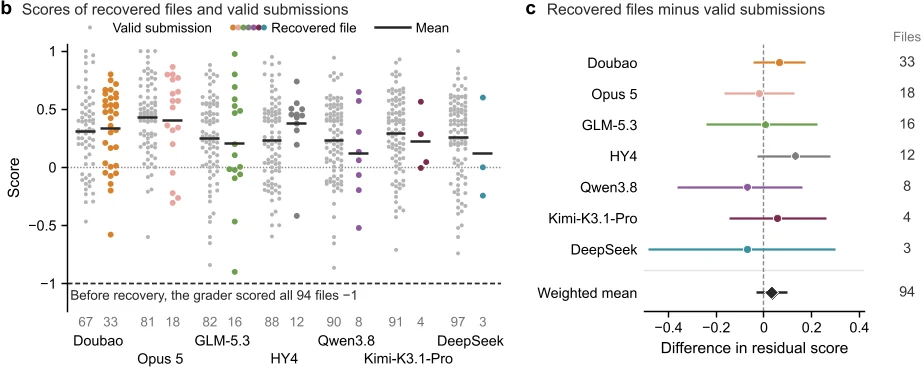 b Scores of recovered files and valid submissions
Valid submission Recovered file Mean
Score
1
0.5
0
−0.5
−1
Before recovery, the grader scored all 94 files −1
67 33 81 18 82 16 88 12 90 8 91 4 97 3
Doubao GLM-5.3 Qwen3.8 DeepSeek
Opus 5 HY4 Kimi-K3.1-Pro
c Recovered files minus valid submissions
Files
Doubao 33
Opus 5 18
GLM-5.3 16
HY4 12
Qwen3.8 8
Kimi-K3.1-Pro 4
DeepSeek 3
Weighted mean 94
−0.4 −0.2 0 0.2 0.4
Difference in residual score